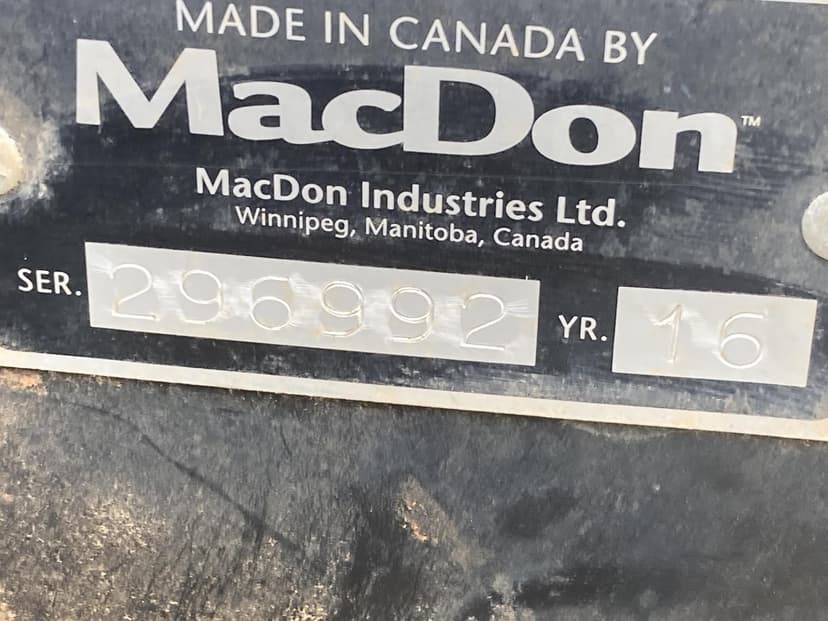 MADE IN CANADA BY
MacDon™
MacDon Industries Ltd.
Winnipeg, Manitoba, Canada
SER. 296992 YR. 16